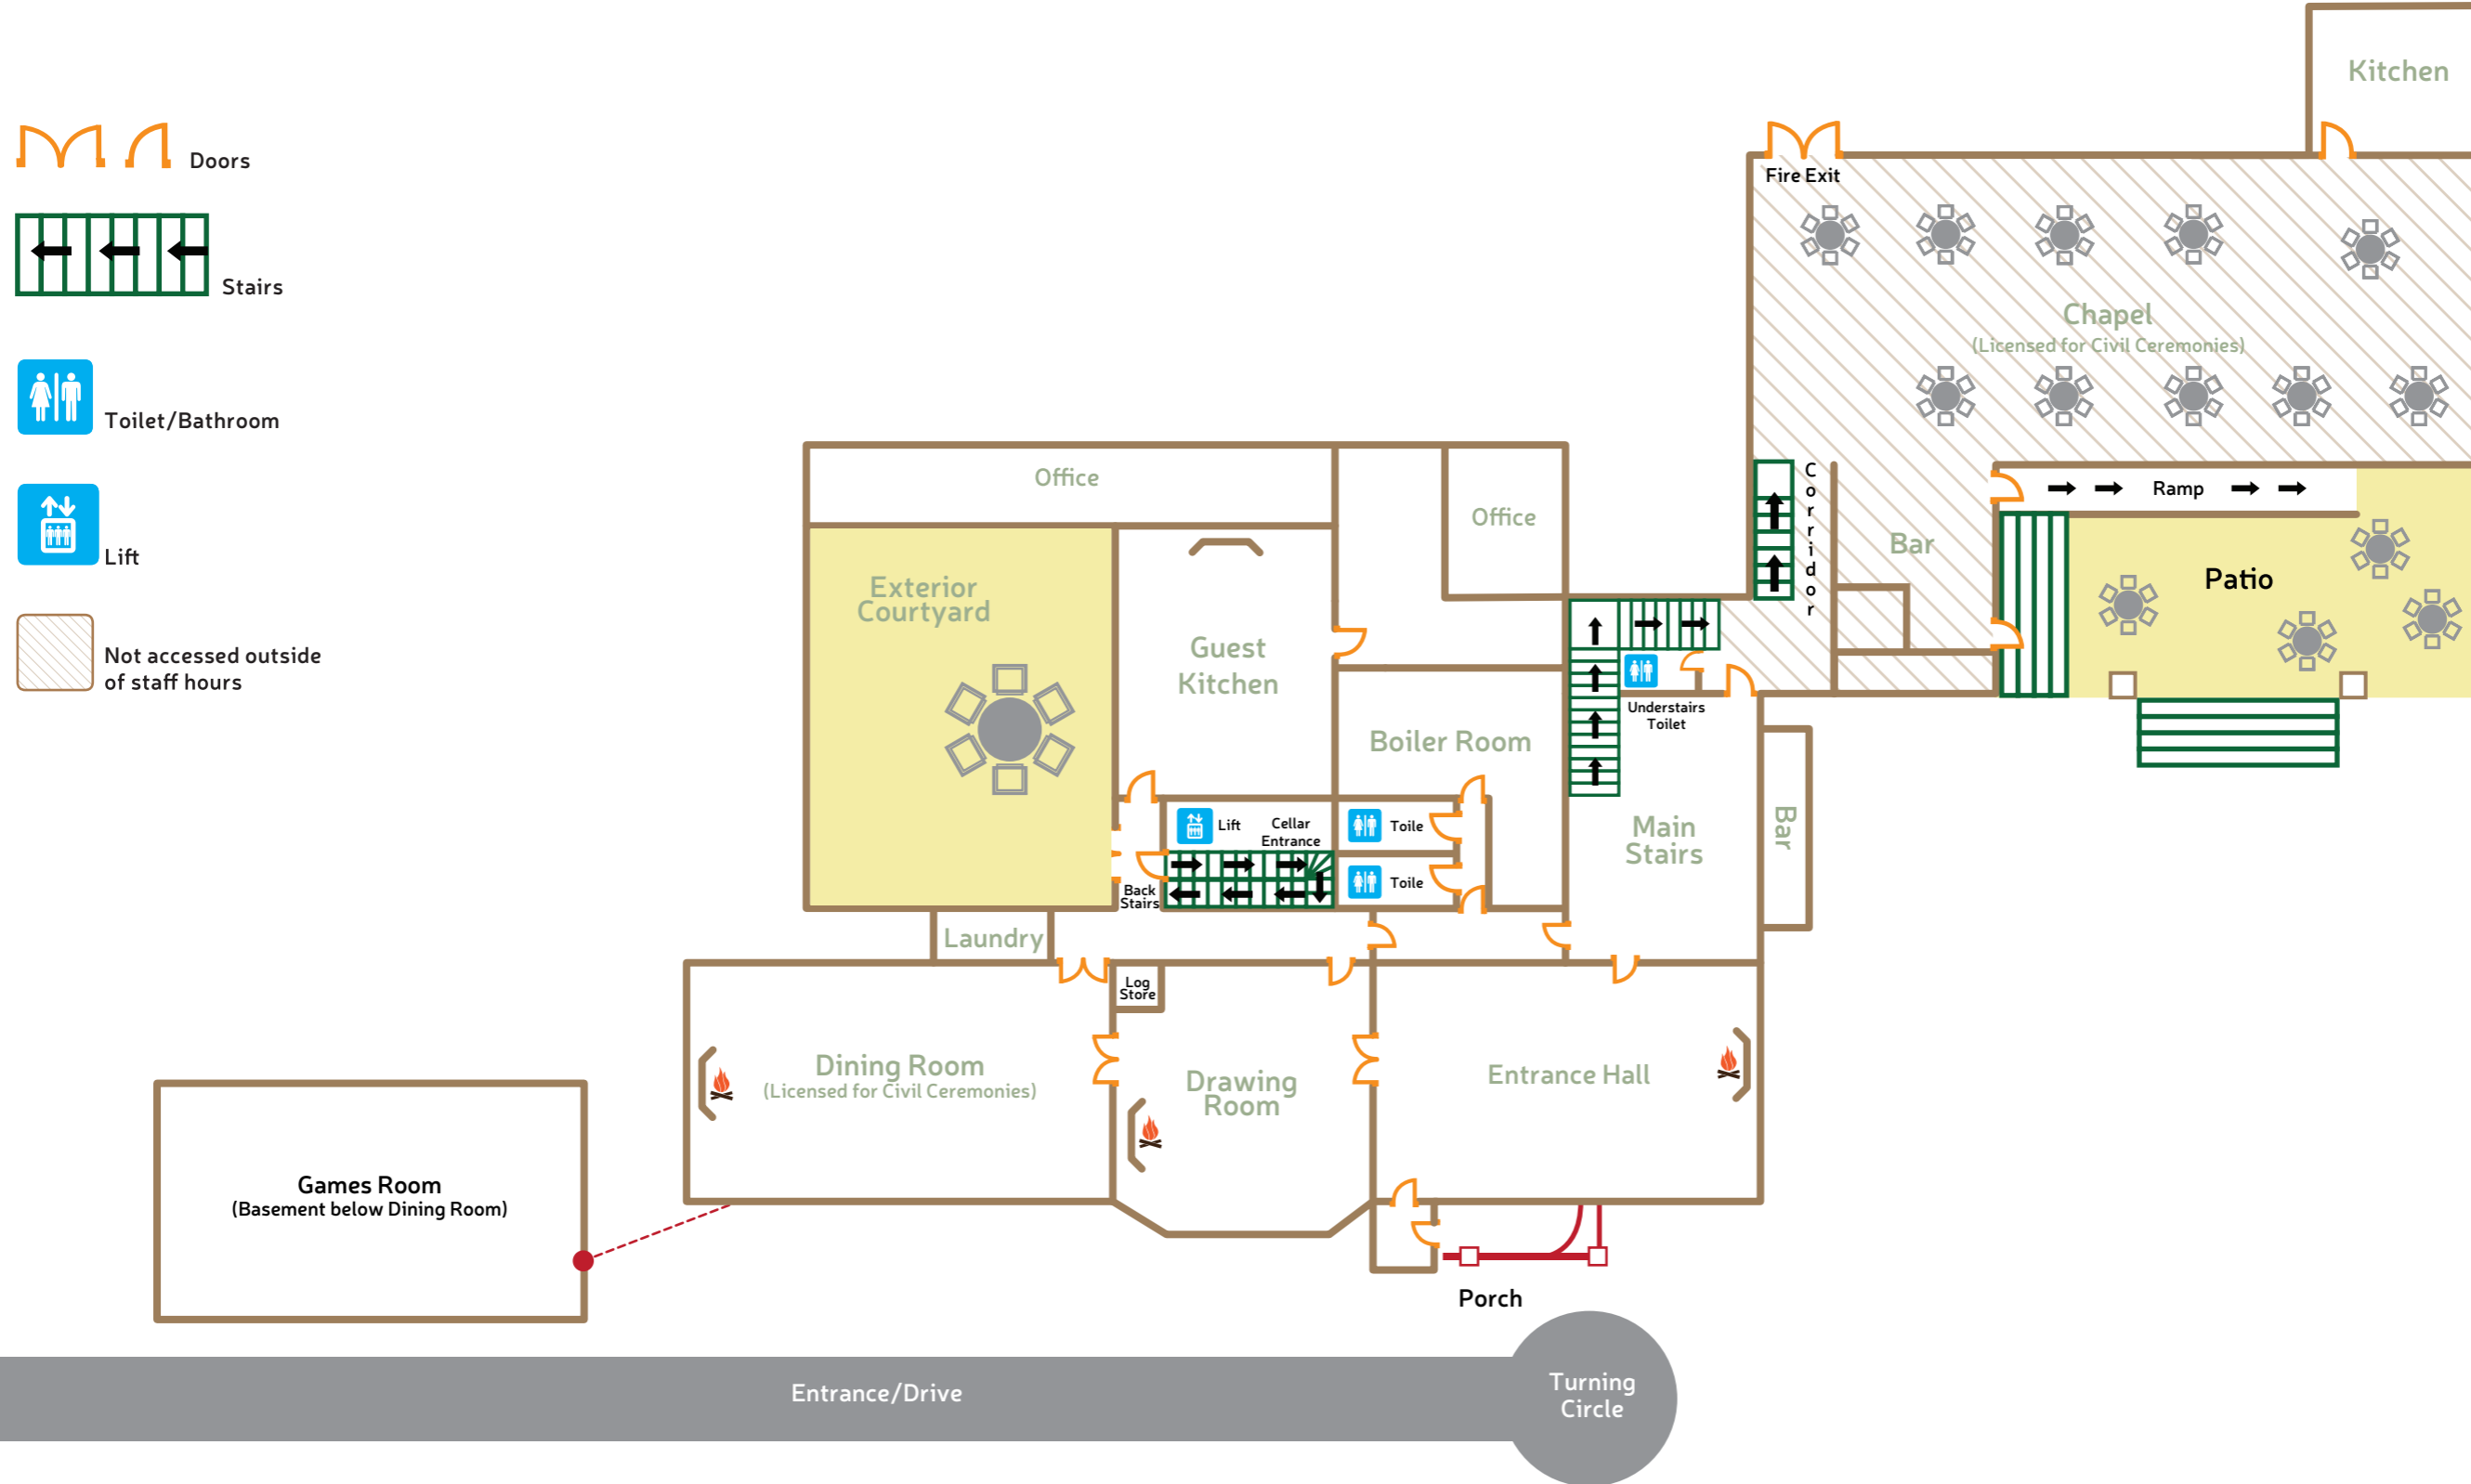 Kitchen
Doors
Fire Exit
Stairs
Chapel
(Licensed for Civil Ceremonies)
Toilet/Bathroom
Lift
Office
Office
Corridor
Ramp
Bar
Patio
Exterior
Courtyard
Guest
Kitchen
Not accessed outside
of staff hours
Understairs
Toilet
Boiler Room
Main
Stairs
Bar
Lift
Cellar
Entrance
Toile
Toile
Back
Stairs
Laundry
Log
Store
Dining Room
(Licensed for Civil Ceremonies)
Drawing
Room
Entrance Hall
Games Room
(Basement below Dining Room)
Porch
Entrance/Drive
Turning
Circle